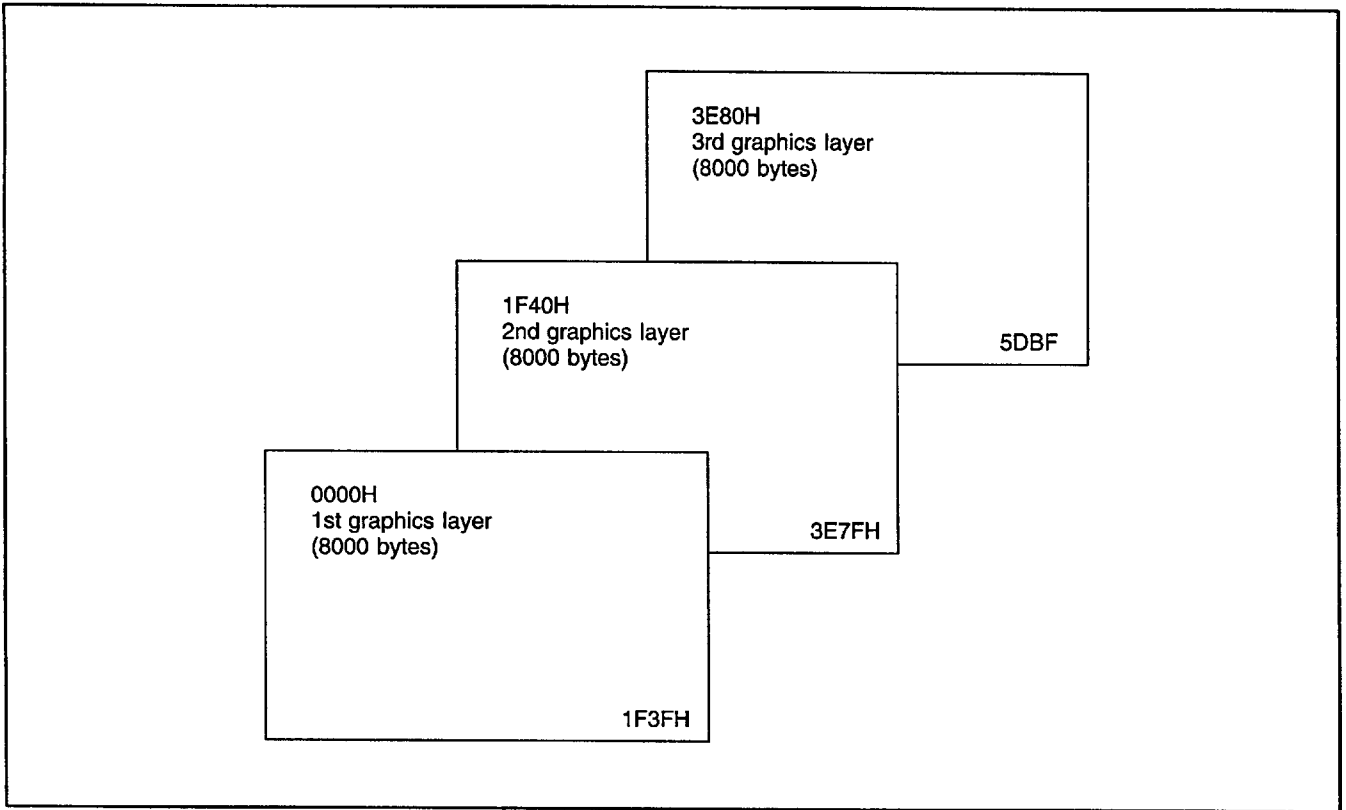 3E80H
3rd graphics layer
(8000 bytes)
5DBF
1F40H
2nd graphics layer
(8000 bytes)
3E7FH
0000H
1st graphics layer
(8000 bytes)
1F3FH